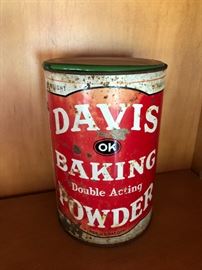 DAVIS
OK
BAKING
Double Acting
POWDER